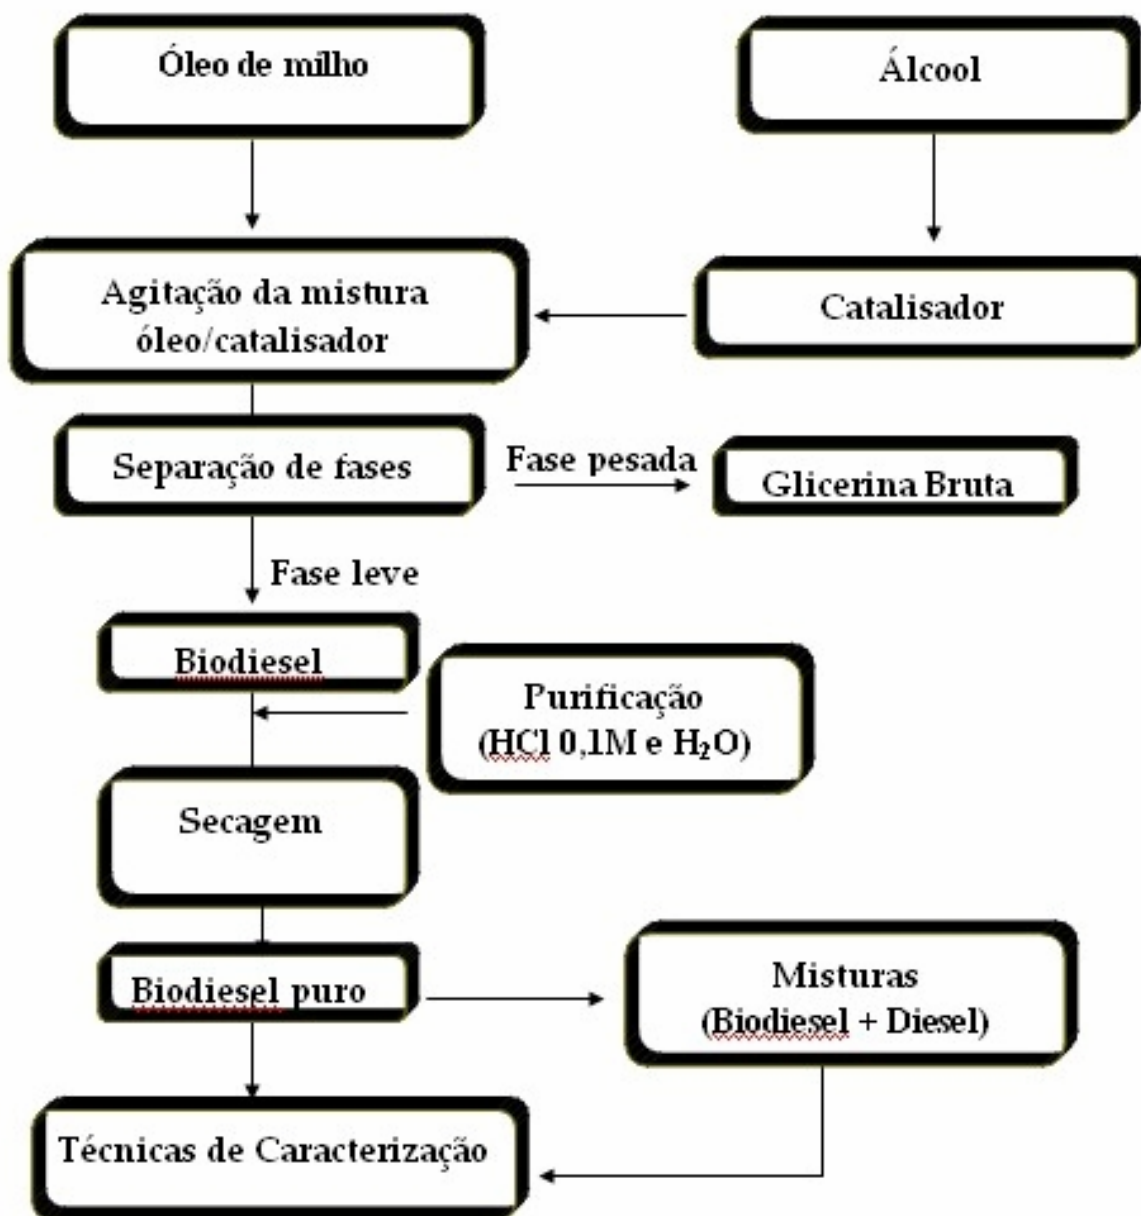 Óleo de milho
Álcool
Agitação da mistura
óleo/catalisador
Catalisador
Separação de fases
Fase pesada
Glicerina Bruta
Fase leve
Biodiesel
Purificação
(HCl 0,1M e H₂O)
Secagem
Biodiesel puro
Misturas
(Biodiesel + Diesel)
Técnicas de Caracterização